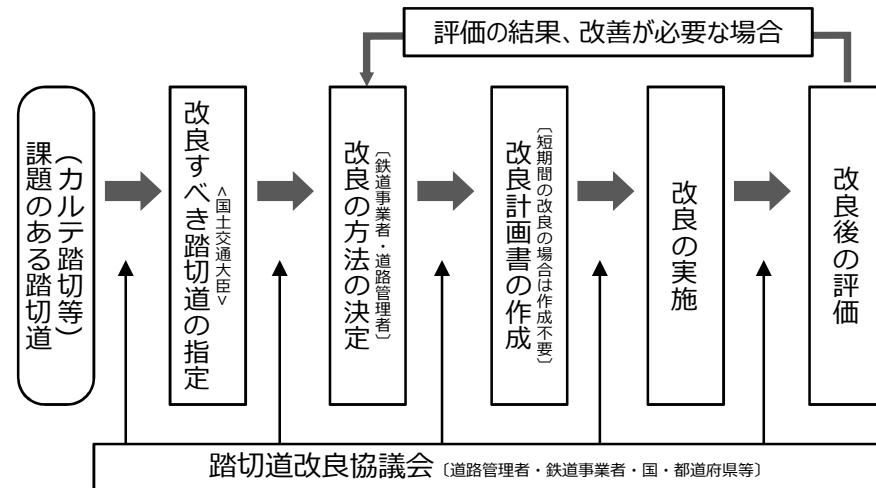 評価の結果、改善が必要な場合
課題のある踏切道
（カルテ踏切等）
改良すべき踏切道の指定
<国土交通大臣>
改良の方法の決定
〔鉄道事業者・道路管理者〕
改良計画書の作成
〔短期間の改良の場合は作成不要〕
改良の実施
改良後の評価
踏切道改良協議会〔道路管理者・鉄道事業者・国・都道府県等〕